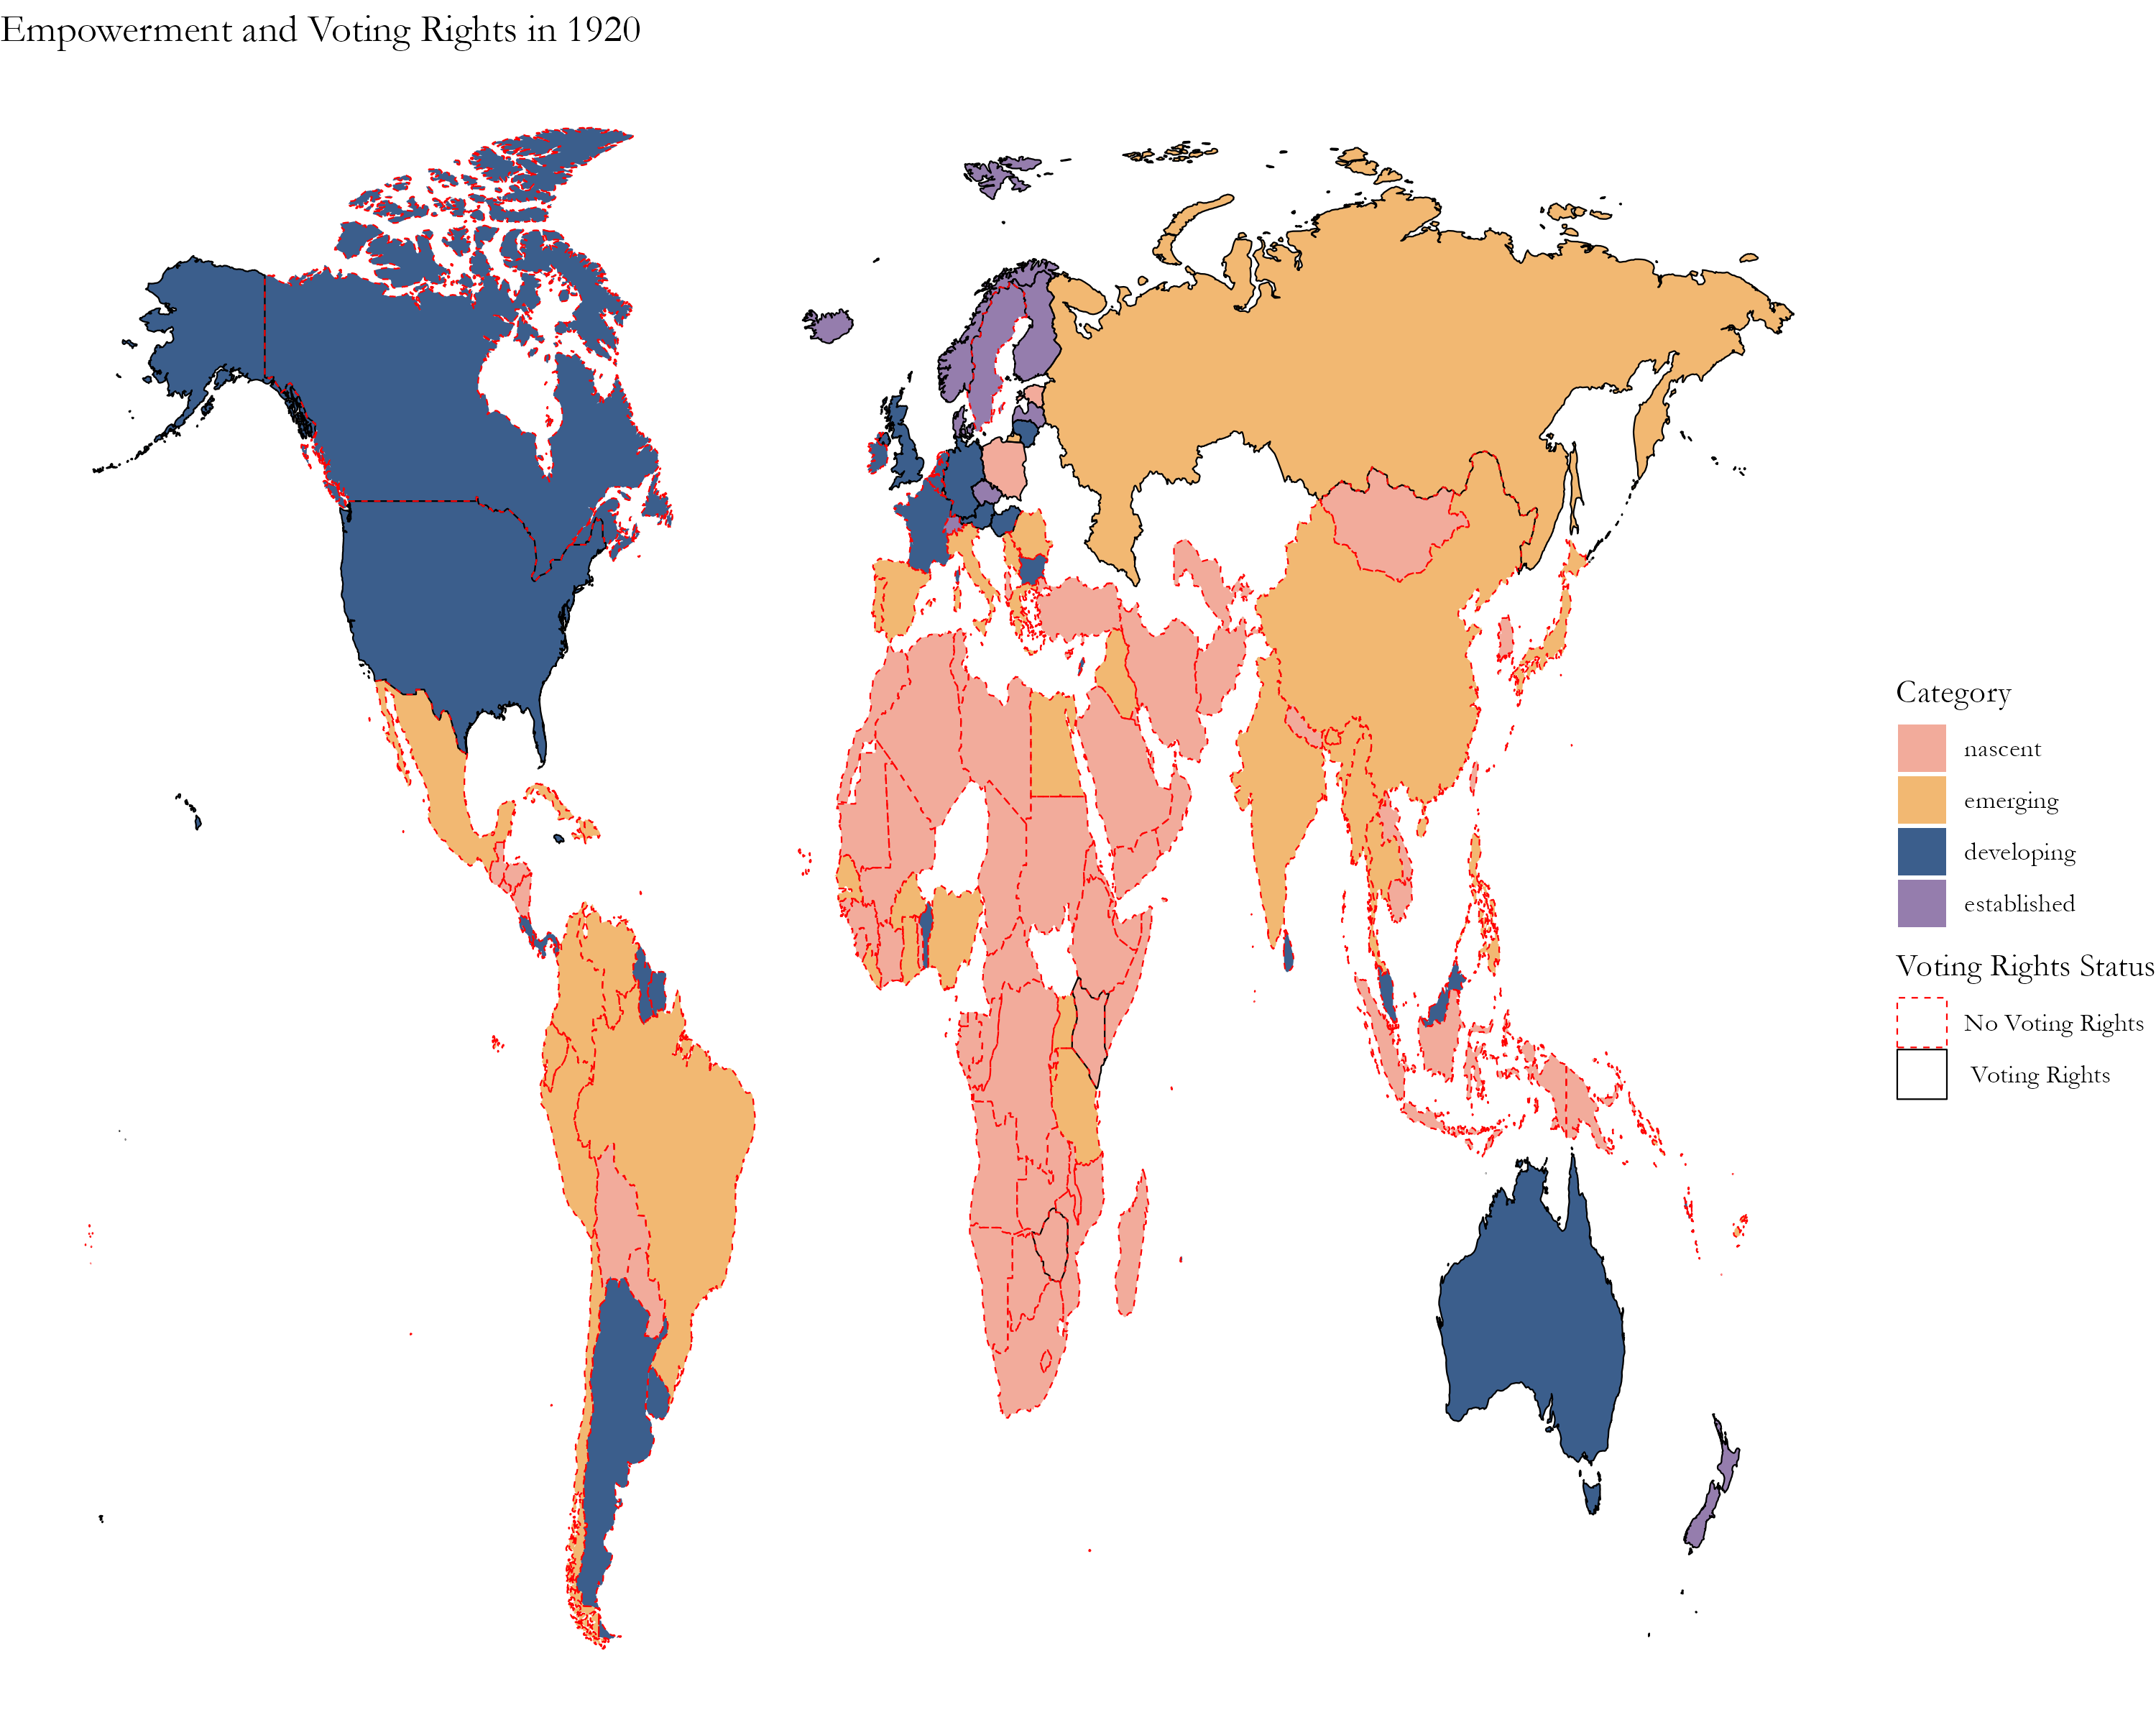 Empowerment and Voting Rights in 1920
Category
nascent
emerging
developing
established
Voting Rights Status
No Voting Rights
Voting Rights